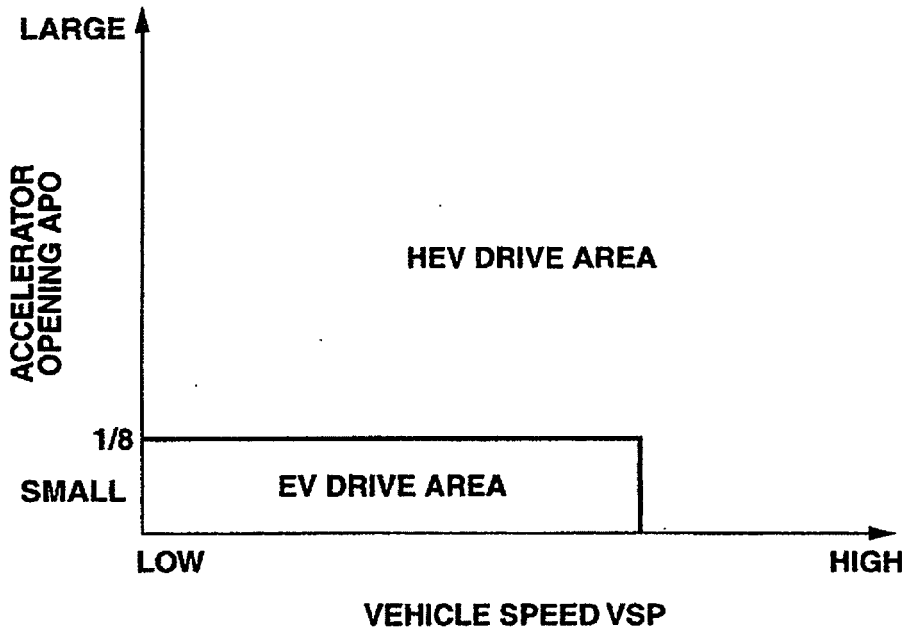 LARGE
ACCELERATOR
OPENING APO
HEV DRIVE AREA
1/8
SMALL
EV DRIVE AREA
LOW
HIGH
VEHICLE SPEED VSP